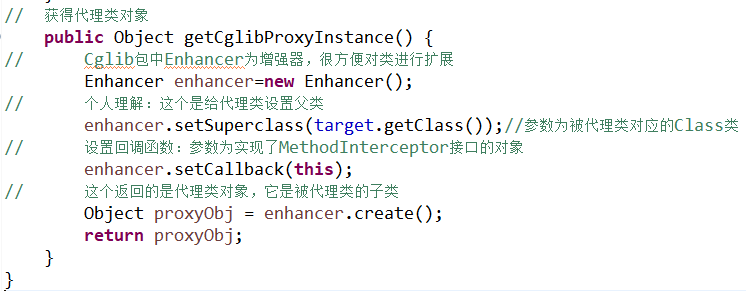 //  获得代理类对象
    public Object getCglibProxyInstance() {
//      Cglib包中Enhancer为增强器，很方便对类进行扩展
        Enhancer enhancer=new Enhancer();
//      个人理解：这个是给代理类设置父类
        enhancer.setSuperclass(target.getClass());//参数为被代理类对应的Class类
//      设置回调函数：参数为实现了MethodInterceptor接口的对象
        enhancer.setCallback(this);
//      这个返回的是代理类对象，它是被代理类的子类
        Object proxyObj = enhancer.create();
        return proxyObj;
    }
}